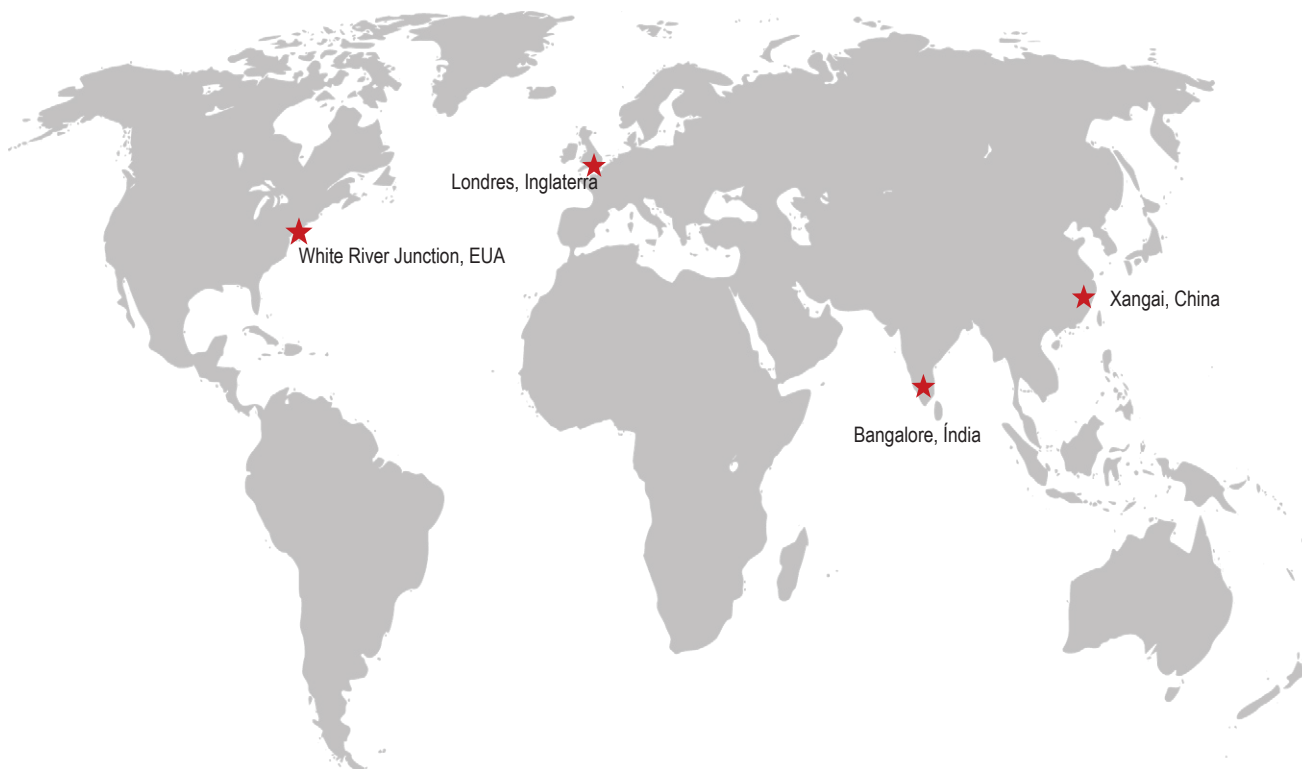 Londres, Inglaterra
White River Junction, EUA
Xangai, China
Bangalore, Índia